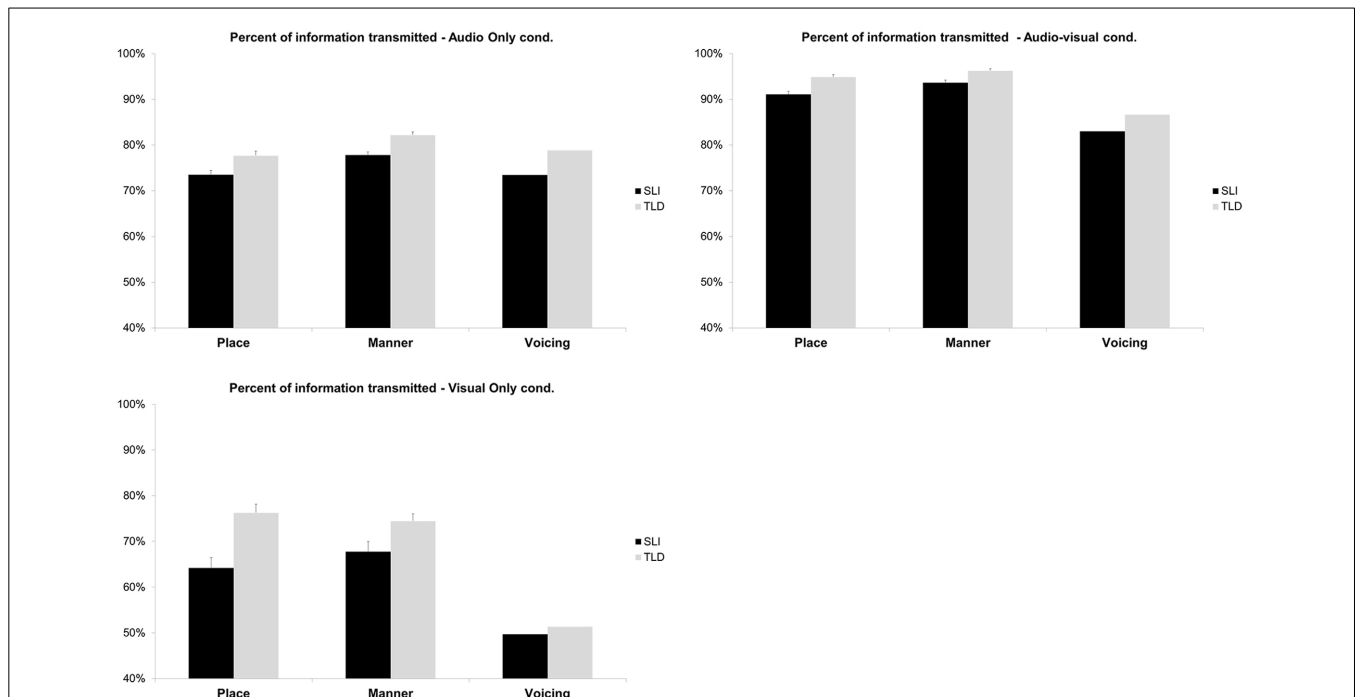 Percent of information transmitted - Audio Only cond.
100%
90%
80%
70%
60%
50%
40%
Place Manner Voicing
SLI
TLD
Percent of information transmitted - Audio-visual cond.
100%
90%
80%
70%
60%
50%
40%
Place Manner Voicing
SLI
TLD
Percent of information transmitted - Visual Only cond.
100%
90%
80%
70%
60%
50%
40%
Place Manner Voicing
SLI
TLD